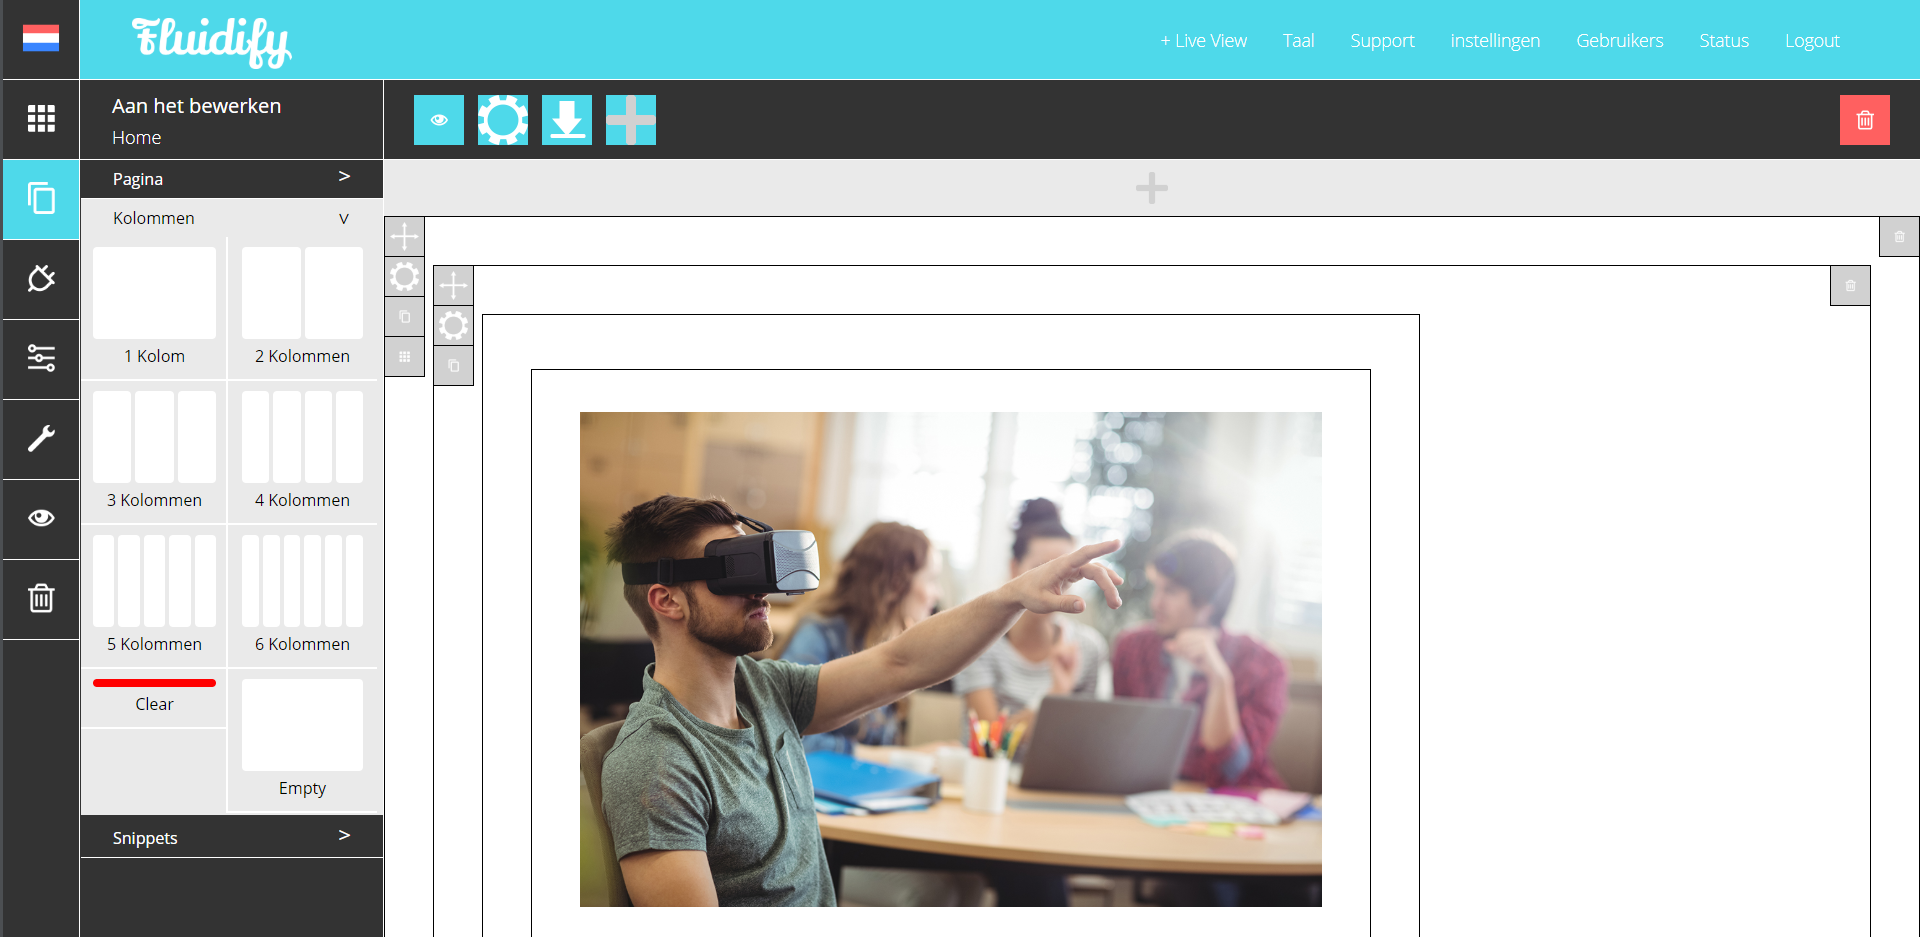 Fluidify
+ Live View Taal Support instellingen Gebruikers Status Logout
Aan het bewerken
Home
Pagina >
Kolommen v
1 Kolom 2 Kolommen
3 Kolommen 4 Kolommen
5 Kolommen 6 Kolommen
Clear
Empty
Snippets >